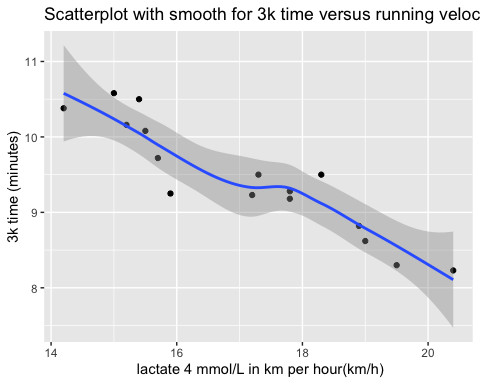 Scatterplot with smooth for 3k time versus running veloc
11
10
9
8
3k time (minutes)
14
16
18
20
lactate 4 mmol/L in km per hour(km/h)